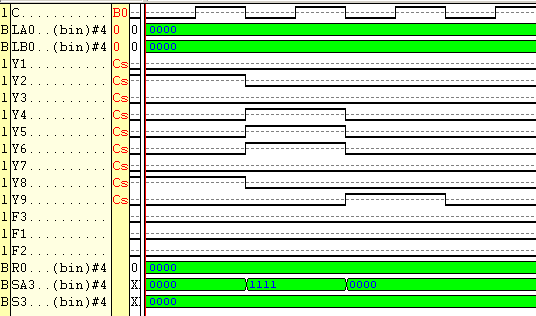 1 C........... B0
B LA0..(bin)#4 0 0 0000
B LB0..(bin)#4 0 0 0000
1 Y1.......... Cs
1 Y2.......... Cs
1 Y3.......... Cs
1 Y4.......... Cs
1 Y5.......... Cs
1 Y6.......... Cs
1 Y7.......... Cs
1 Y8.......... Cs
1 Y9.......... Cs
1 F3..........
1 F1..........
1 F2..........
B R0...(bin)#4 0 0000
B SA3..(bin)#4 X 0000 1111 0000
B S3...(bin)#4 X 0000